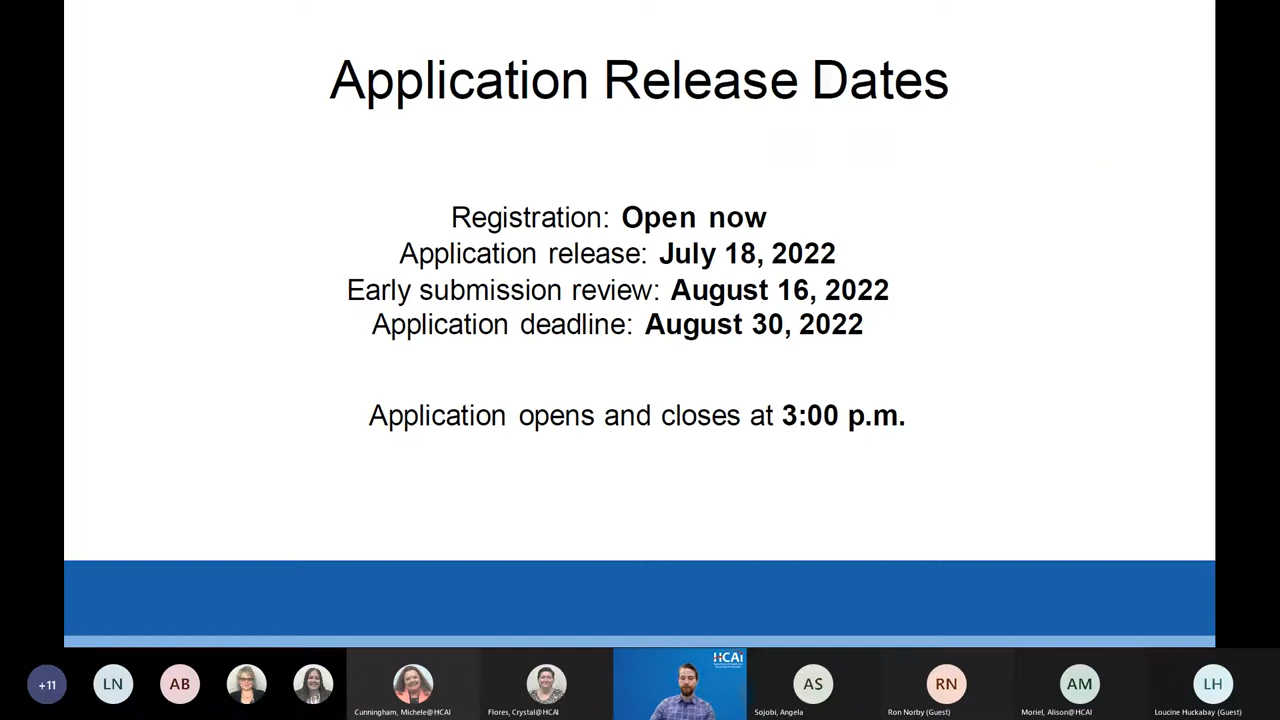 Application Release Dates
Registration: Open now
Application release: July 18, 2022
Early submission review: August 16, 2022
Application deadline: August 30, 2022
Application opens and closes at 3:00 p.m.
HCAi
+11
LN
AB
AS
RN
AM
LH
Cunningham, Michele@HCAI
Flores, Crystal@HCAI
Sojobi, Angela
Ron Norby (Guest)
Moriel, Alison@HCAI
Loucine Huckabay (Guest)